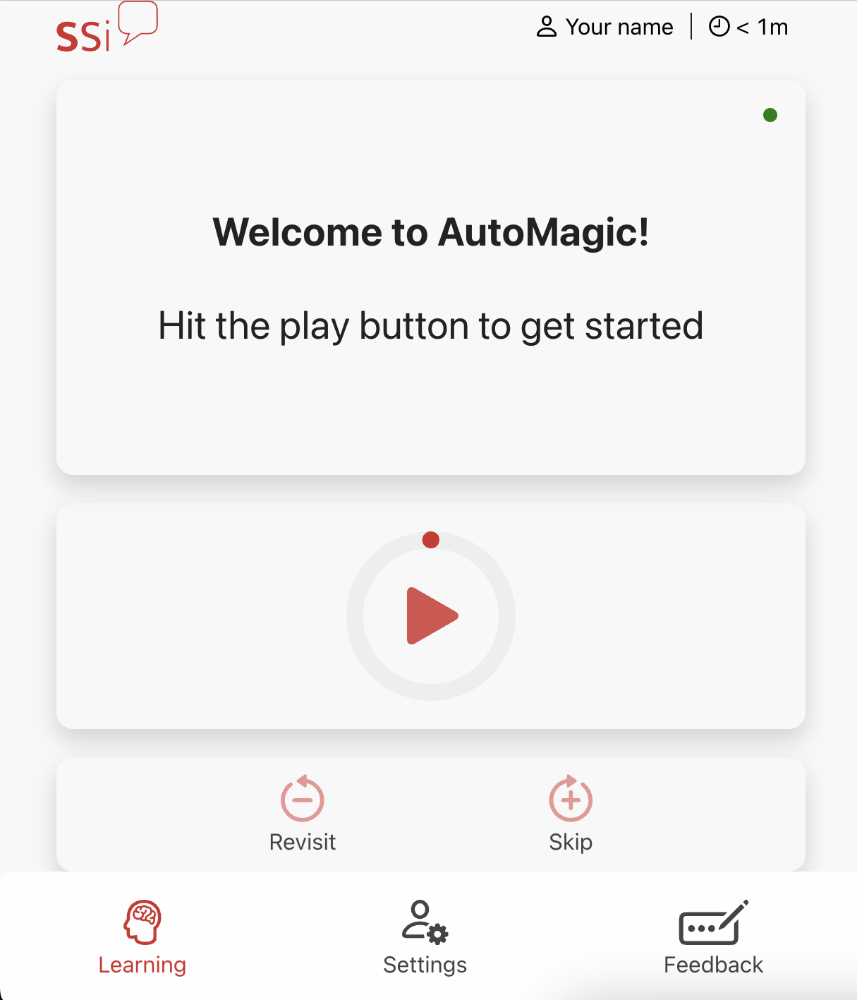 ssi
Your name
< 1m
Welcome to AutoMagic!
Hit the play button to get started
Revisit
Skip
Learning
Settings
Feedback